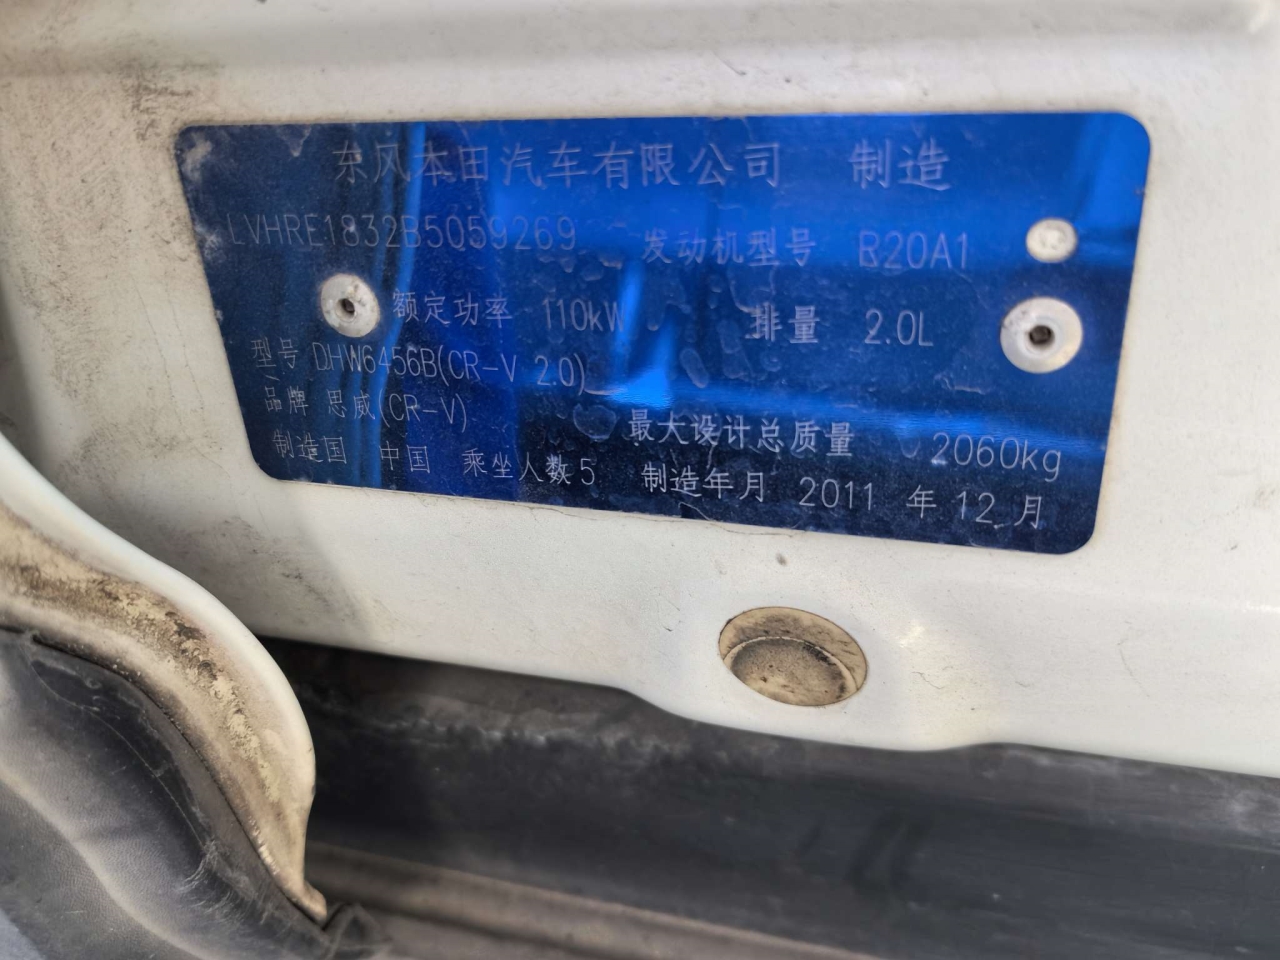 东风本田汽车有限公司 制造
LVHRE1832B5059269 发动机型号 R20A1
额定功率 110kW 排量 2.0L
型号 DHW6456B(CR-V 2.0)
品牌 思威(CR-V) 最大设计总质量 2060kg
制造国 中国 乘坐人数 5 制造年月 2011 年 12 月